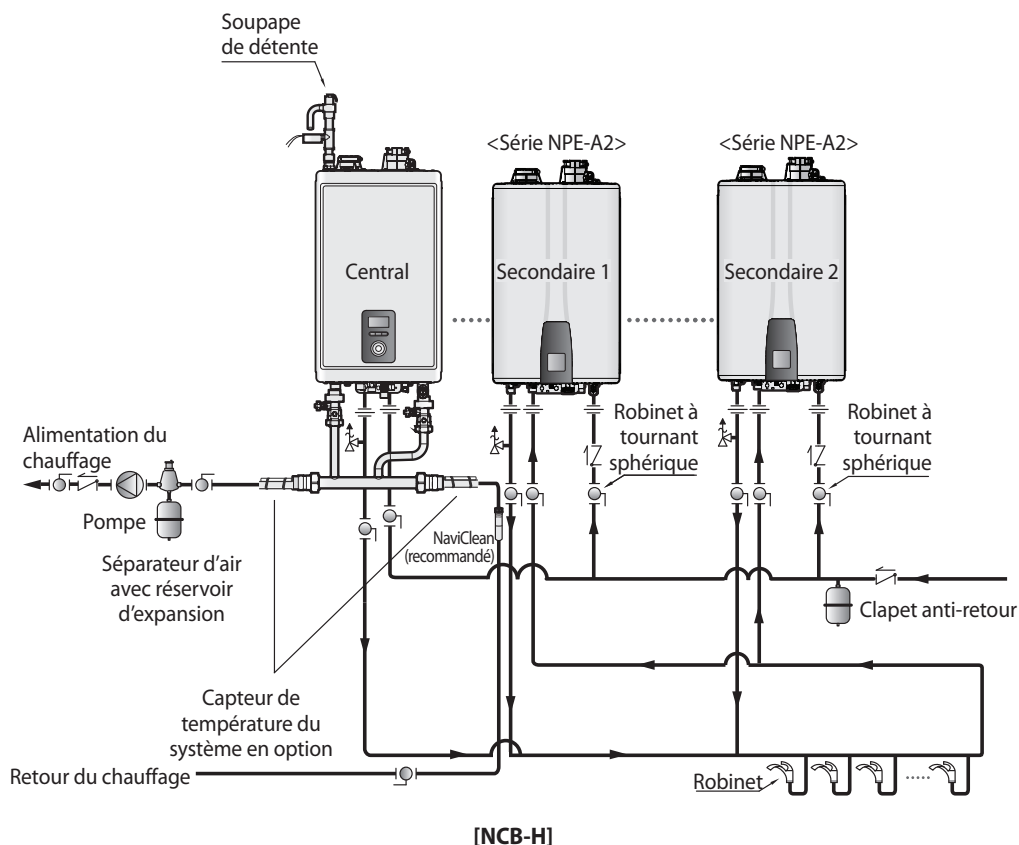 Soupape
de détente
<Série NPE-A2>
<Série NPE-A2>
Central
Secondaire 1
Secondaire 2
Robinet à
tournant
sphérique
Robinet à
tournant
sphérique
Alimentation du
chauffage
Pompe
NaviClean
(recommandé)
Séparateur d'air
avec réservoir
d'expansion
Clapet anti-retour
Capteur de
température du
système en option
Retour du chauffage
Robinet
[NCB-H]